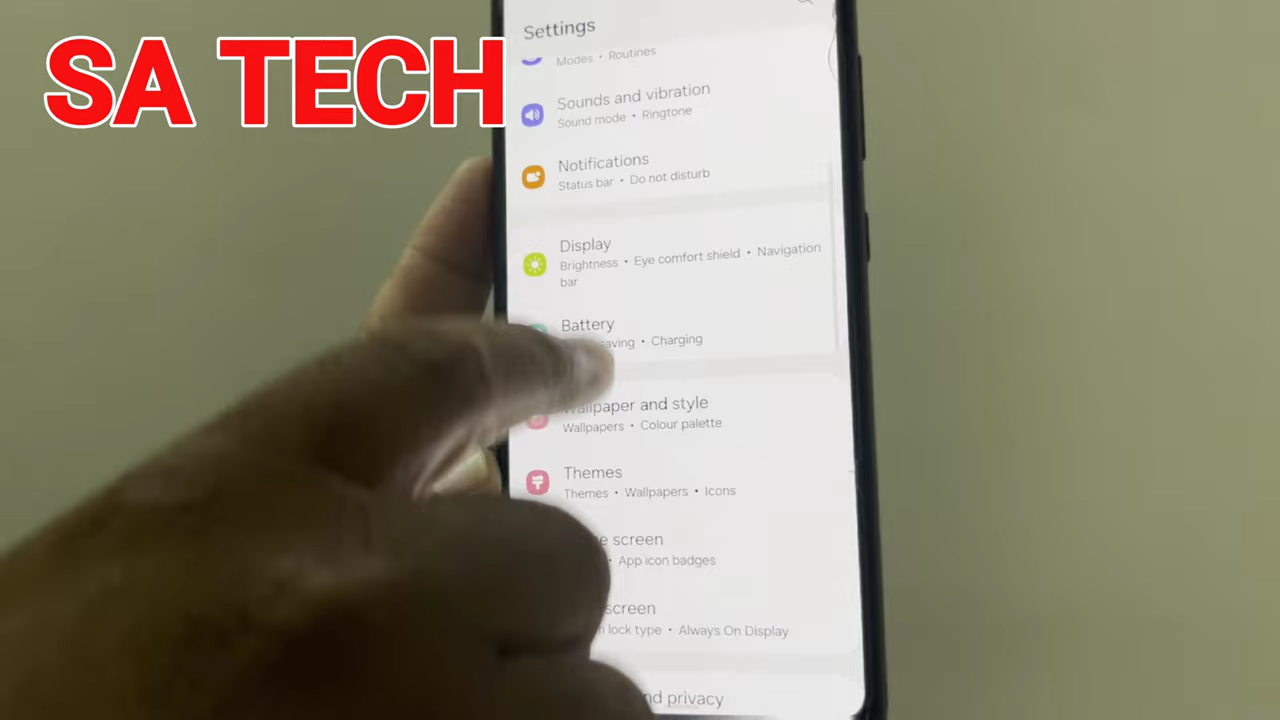 SA TECH
Settings
Modes • Routines
Sounds and vibration
Sound mode • Ringtone
Notifications
Status bar • Do not disturb
Display
Brightness • Eye comfort shield • Navigation
bar
Battery
saving • Charging
Wallpaper and style
Wallpapers • Colour palette
Themes
Themes • Wallpapers • Icons
screen
• App icon badges
screen
lock type • Always On Display
privacy